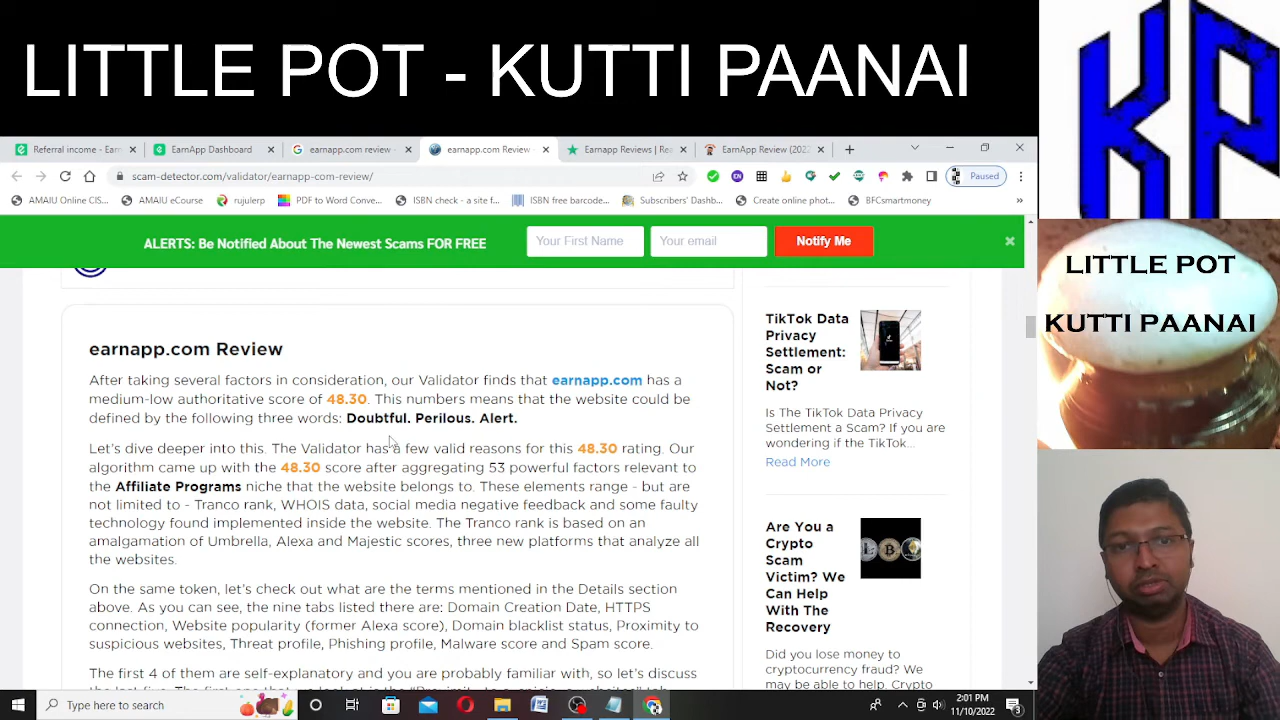 LITTLE POT - KUTTI PAANAI
KP
Referral income - Earn
EarnApp Dashboard
earnapp.com review -
earnapp.com Review
Earnapp Reviews | Rea
EarnApp Review (2022
scam-detector.com/validator/earnapp-com-review/
Paused
AMAIU Online CIS...
AMAIU eCourse
rujulerp
PDF to Word Conve...
ISBN check - a site f...
ISBN free barcode...
Subscribers' Dashb...
Create online phot...
BFCsmartmoney
»
ALERTS: Be Notified About The Newest Scams FOR FREE
Your First Name
Your email
Notify Me
earnapp.com Review
After taking several factors in consideration, our Validator finds that earnapp.com has a
medium-low authoritative score of 48.30. This numbers means that the website could be
defined by the following three words: Doubtful. Perilous. Alert.
Let's dive deeper into this. The Validator has a few valid reasons for this 48.30 rating. Our
algorithm came up with the 48.30 score after aggregating 53 powerful factors relevant to
the Affiliate Programs niche that the website belongs to. These elements range - but are
not limited to - Tranco rank, WHOIS data, social media negative feedback and some faulty
technology found implemented inside the website. The Tranco rank is based on an
amalgamation of Umbrella, Alexa and Majestic scores, three new platforms that analyze all
the websites.
On the same token, let's check out what are the terms mentioned in the Details section
above. As you can see, the nine tabs listed there are: Domain Creation Date, HTTPS
connection, Website popularity (former Alexa score), Domain blacklist status, Proximity to
suspicious websites, Threat profile, Phishing profile, Malware score and Spam score.
The first 4 of them are self-explanatory and you are probably familiar with, so let's discuss
TikTok Data
Privacy
Settlement:
Scam or
Not?
Is The TikTok Data Privacy
Settlement a Scam? If you are
wondering if the TikTok...
Read More
Are You a
Crypto
Scam
Victim? We
Can Help
With The
Recovery
Did you lose money to
cryptocurrency fraud? We
may be able to help. Crypto
LITTLE POT
KUTTI PAANAI
Type here to search
2:01 PM
11/10/2022
3